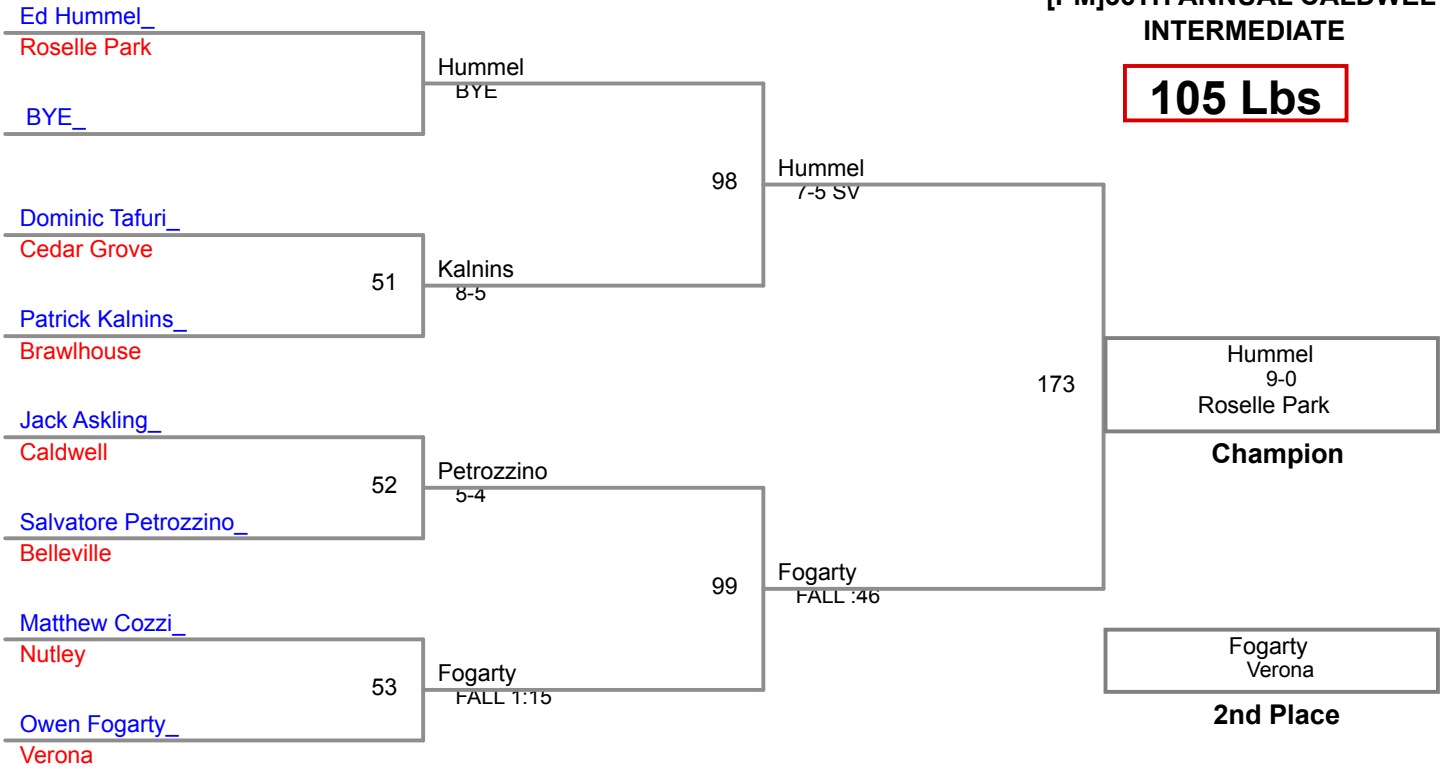 INTERMEDIATE
105 Lbs
Ed Hummel_
Roselle Park
Hummel
BYE
BYE_
98
Hummel
7-5 SV
Dominic Tafuri_
Cedar Grove
51
Kalnins
8-5
Patrick Kalnins_
Brawlhouse
173
Hummel
9-0
Roselle Park
Champion
Jack Askling_
Caldwell
52
Petrozzino
5-4
Salvatore Petrozzino_
Belleville
99
Fogarty
FALL :46
Matthew Cozzi_
Nutley
53
Fogarty
FALL 1:15
Owen Fogarty_
Verona
Fogarty
Verona
2nd Place